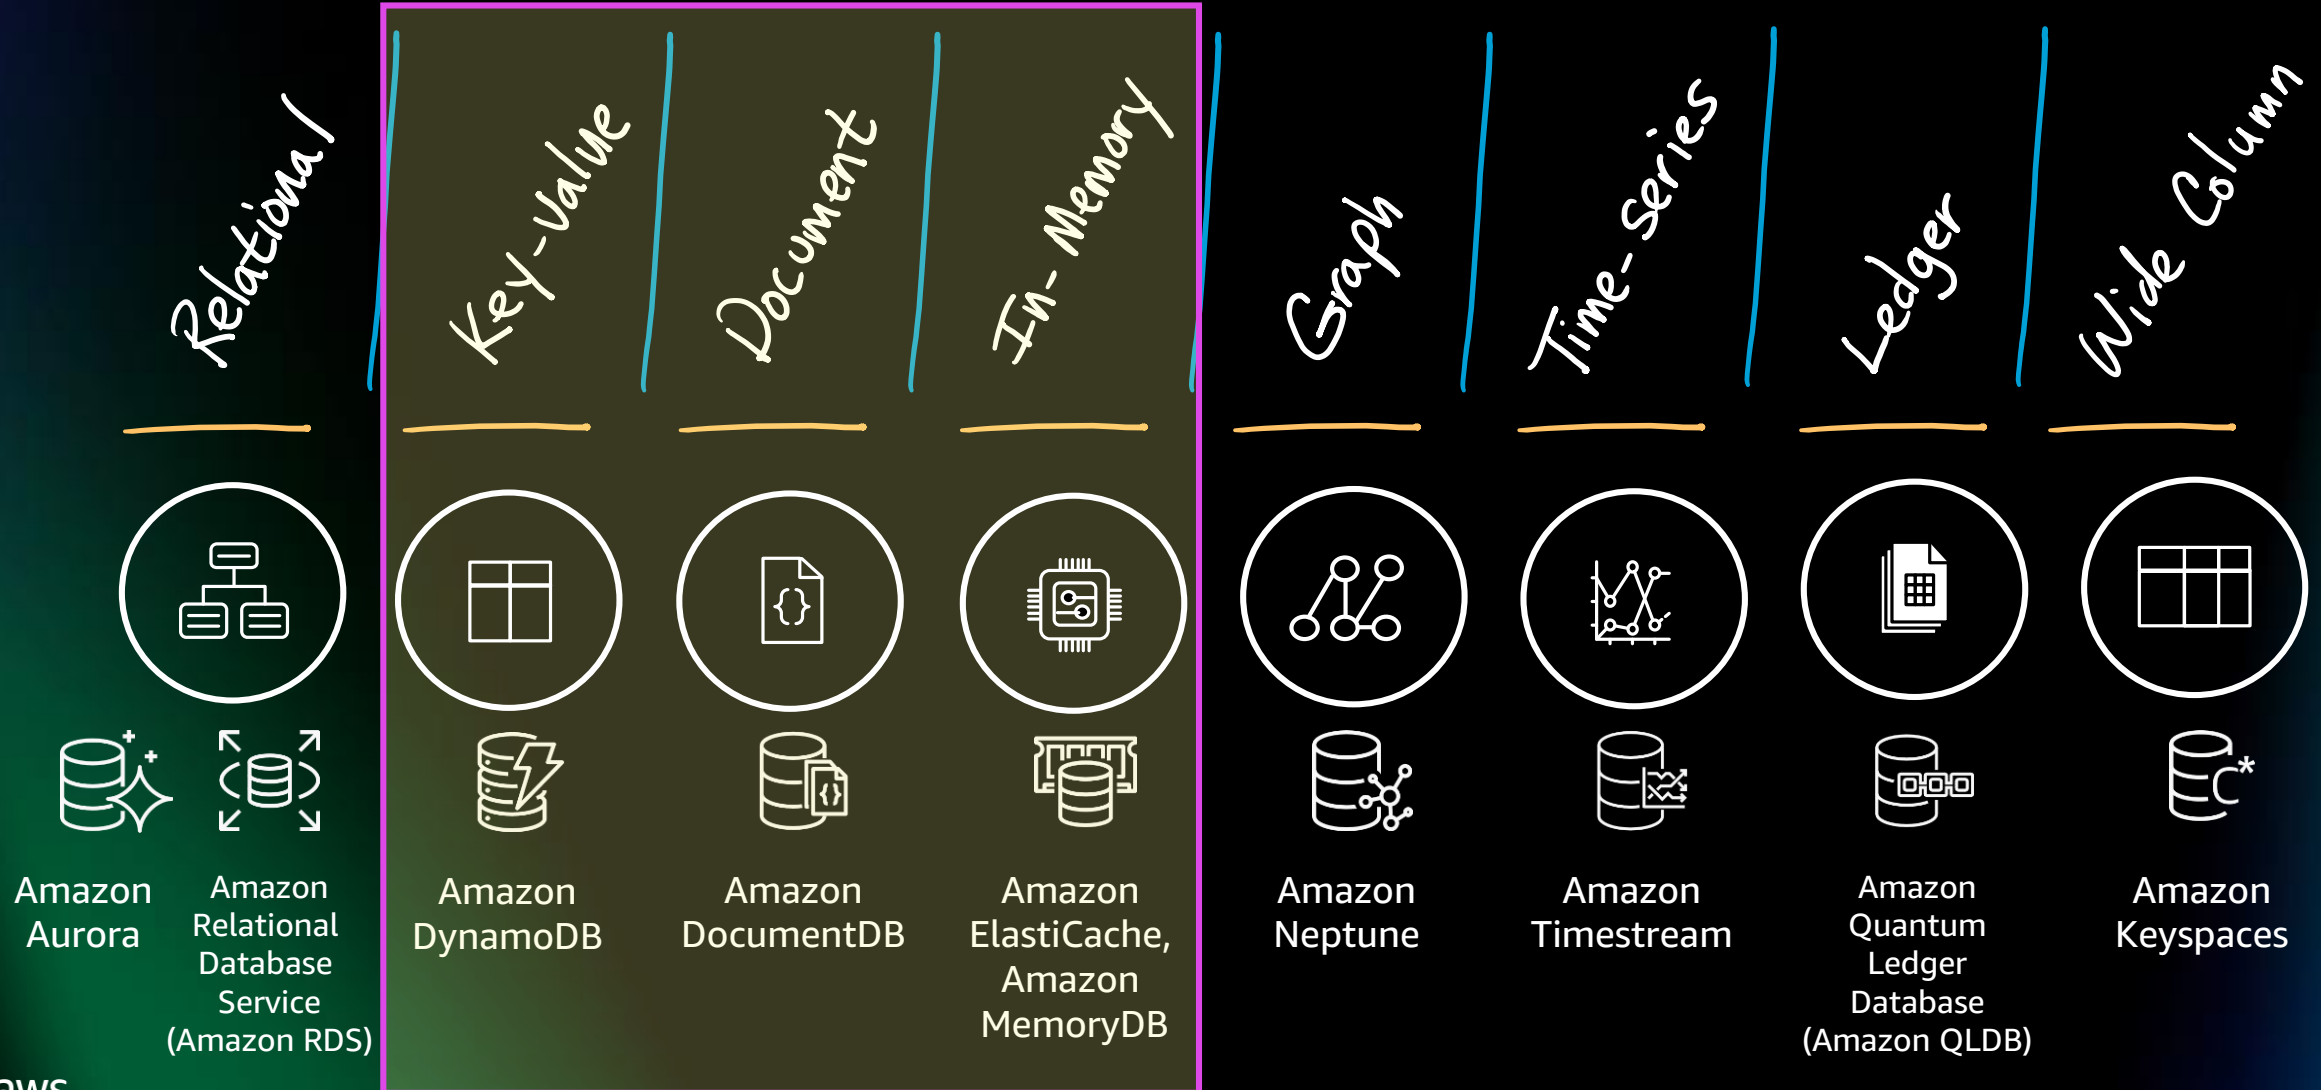 Relational
Key-value
Document
In-Memory
Graph
Time-Series
Ledger
Wide Column
{}
{}
C*
Amazon
Aurora
Amazon
Relational
Database
Service
(Amazon RDS)
Amazon
DynamoDB
Amazon
DocumentDB
Amazon
ElastiCache,
Amazon
MemoryDB
Amazon
Neptune
Amazon
Timestream
Amazon
Quantum
Ledger
Database
(Amazon QLDB)
Amazon
Keyspaces
aws